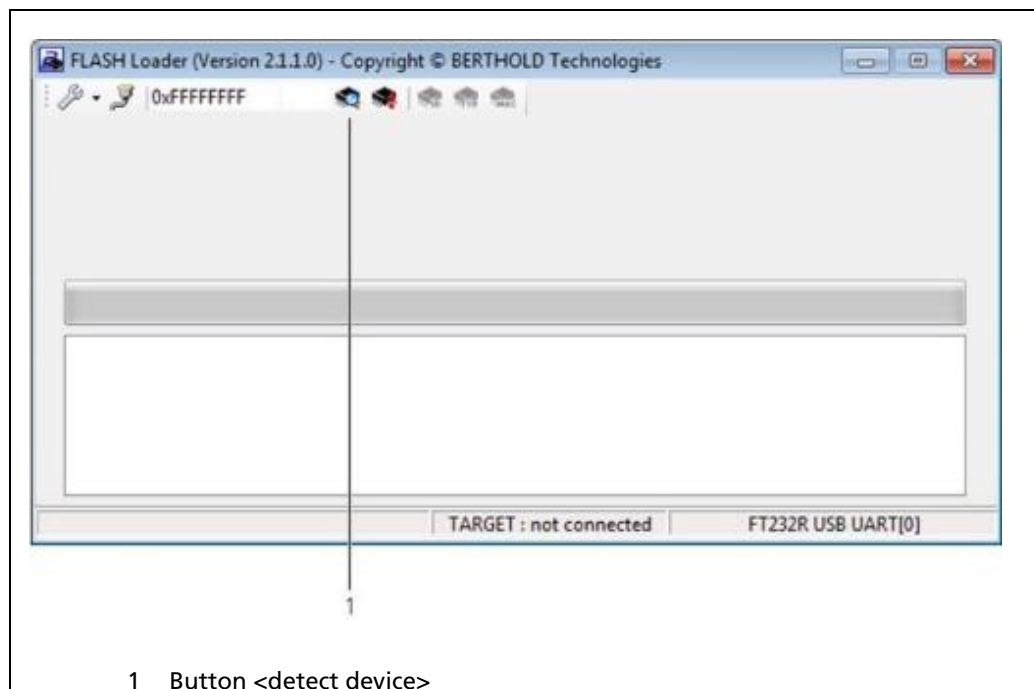 FLASH Loader (Version 2.1.1.0) - Copyright © BERTHOLD Technologies
0xFFFFFFFF
TARGET : not connected FT232R USB UART[0]
1
1 Button <detect device>